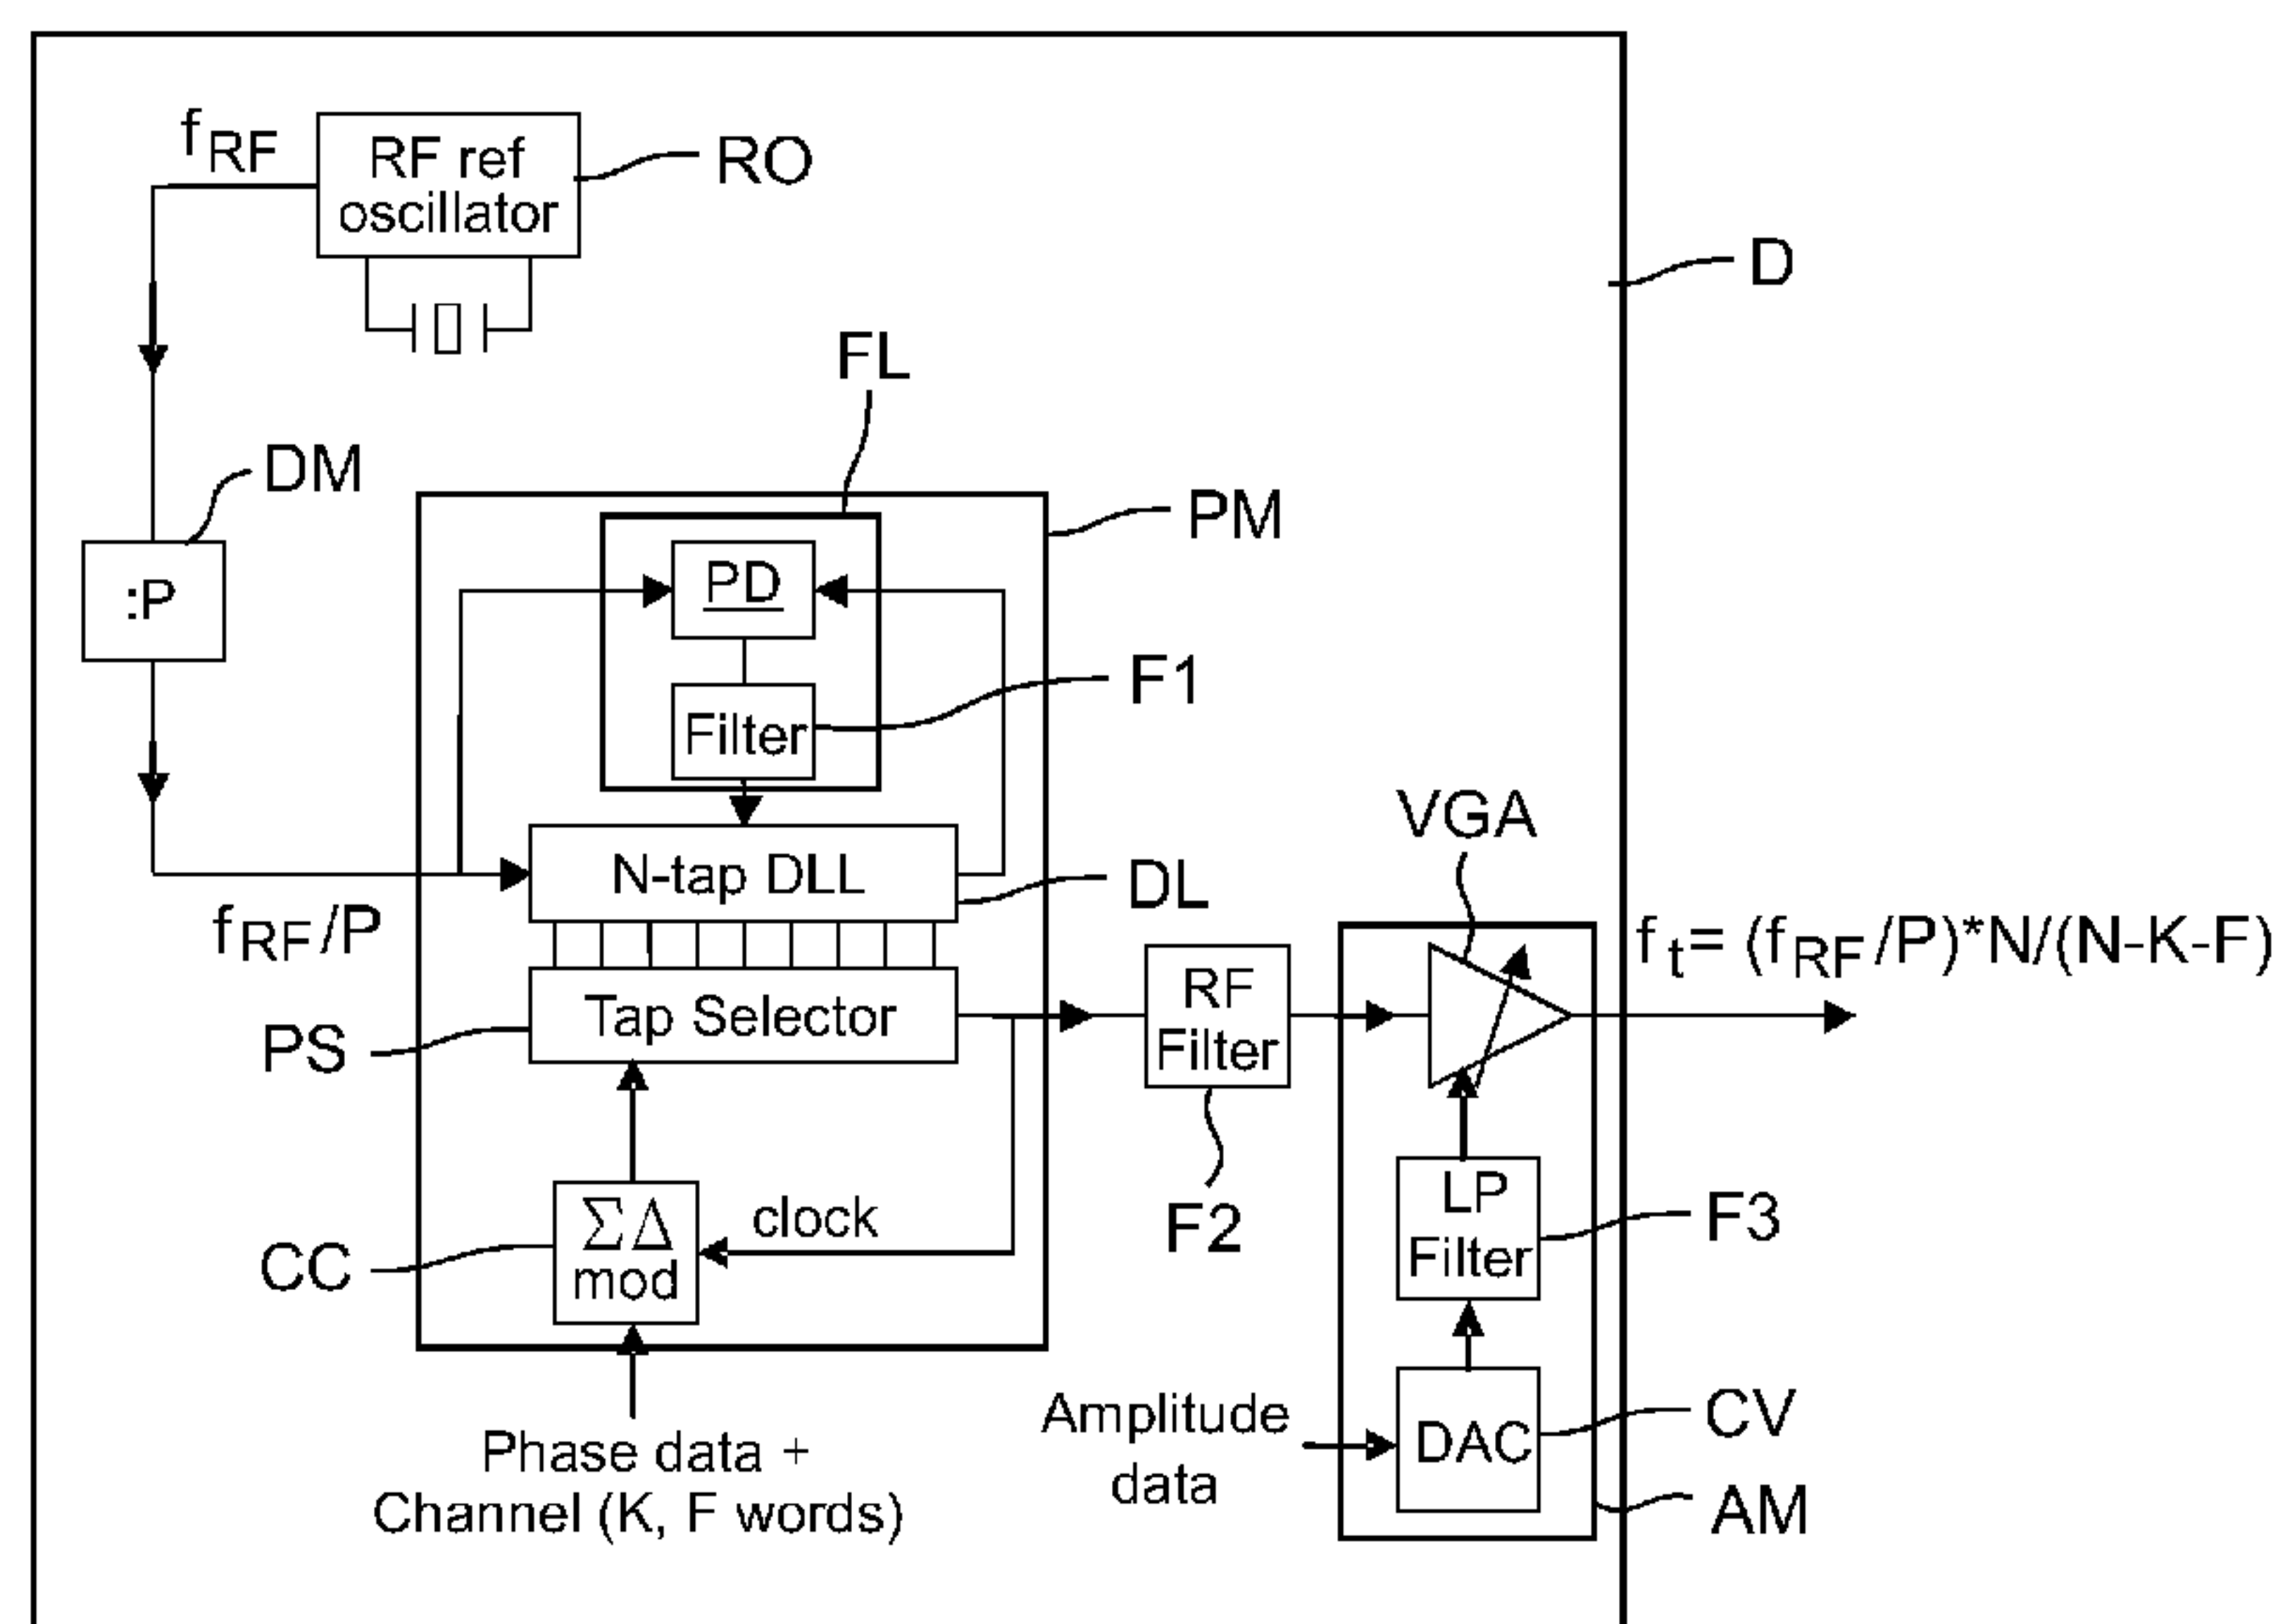 fRF
RF ref
oscillator
RO
D
FL
DM
PM
PD
:P
F1
Filter
VGA
N-tap DLL
DL
fRF/P
ft= (fRF/P)*N/(N-K-F)
RF
Filter
Tap Selector
PS
LP
Filter
F3
F2
ΣΔ
mod
clock
CC
Amplitude
data
DAC
CV
Phase data +
Channel (K, F words)
AM